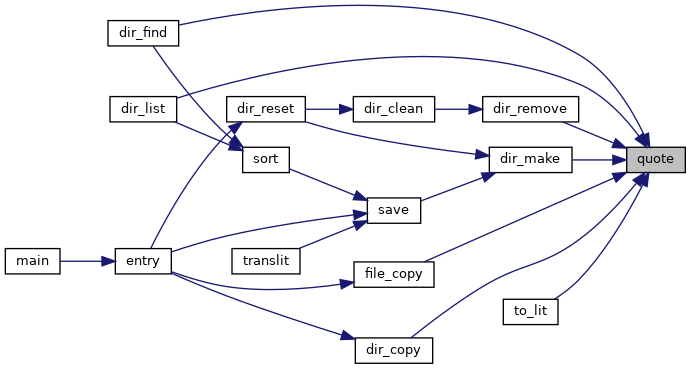 dir_find
dir_list
dir_reset
dir_clean
dir_remove
sort
dir_make
quote
save
main
entry
translit
file_copy
to_lit
dir_copy